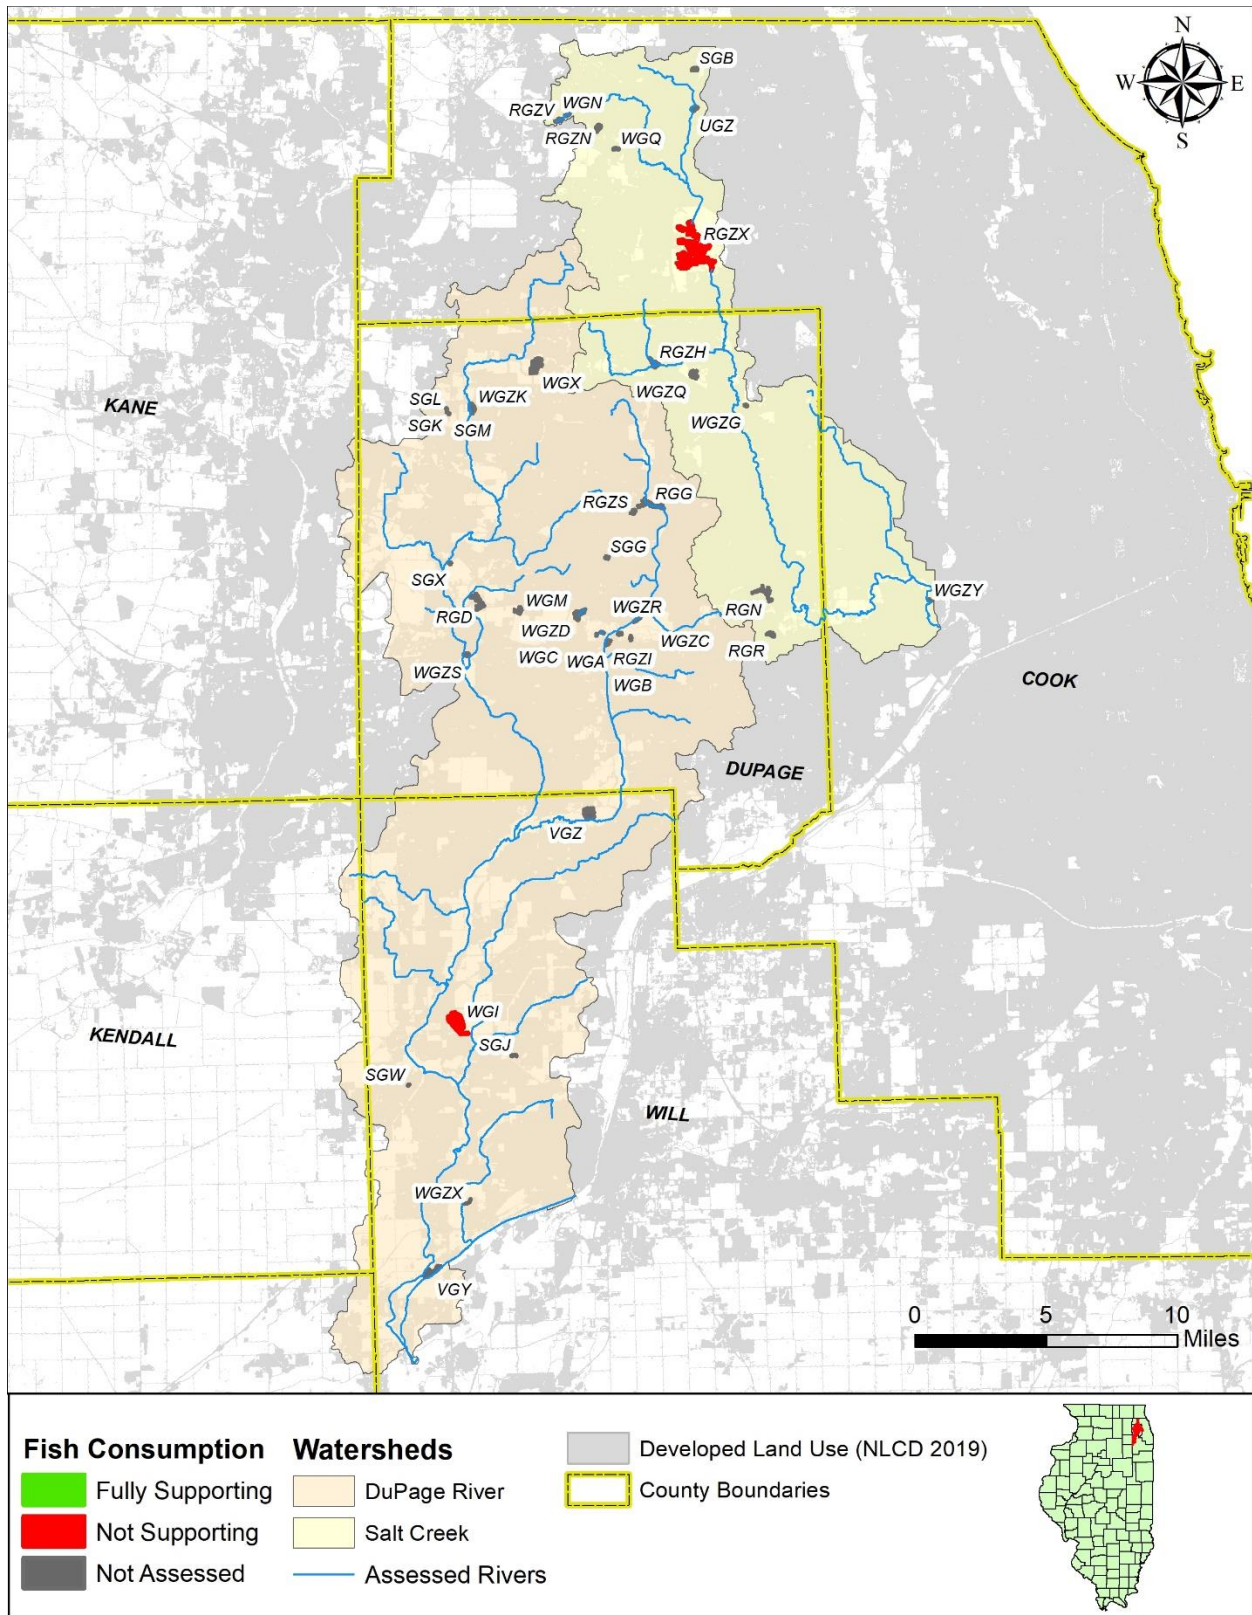 N
W E
S
SGB
RGZV WGN
UGZ
RGZN WGQ
RGZX
RGZH
WGX
WGZQ
SGL WGZK
KANE
SGK SGM
WGZG
RGZS RGG
SGG
SGX
WGM WGZR
WGZY
RGD
RGN
WGZD
WGZC
RGR
WGC WGA RGZI
WGZS
WGB
COOK
DUPAGE
VGZ
WGI
KENDALL
SGJ
SGW
WILL
WGZX
VGY
0 5 10
Miles
Fish Consumption
Fully Supporting
Not Supporting
Not Assessed
Watersheds
DuPage River
Salt Creek
Assessed Rivers
Developed Land Use (NLCD 2019)
County Boundaries